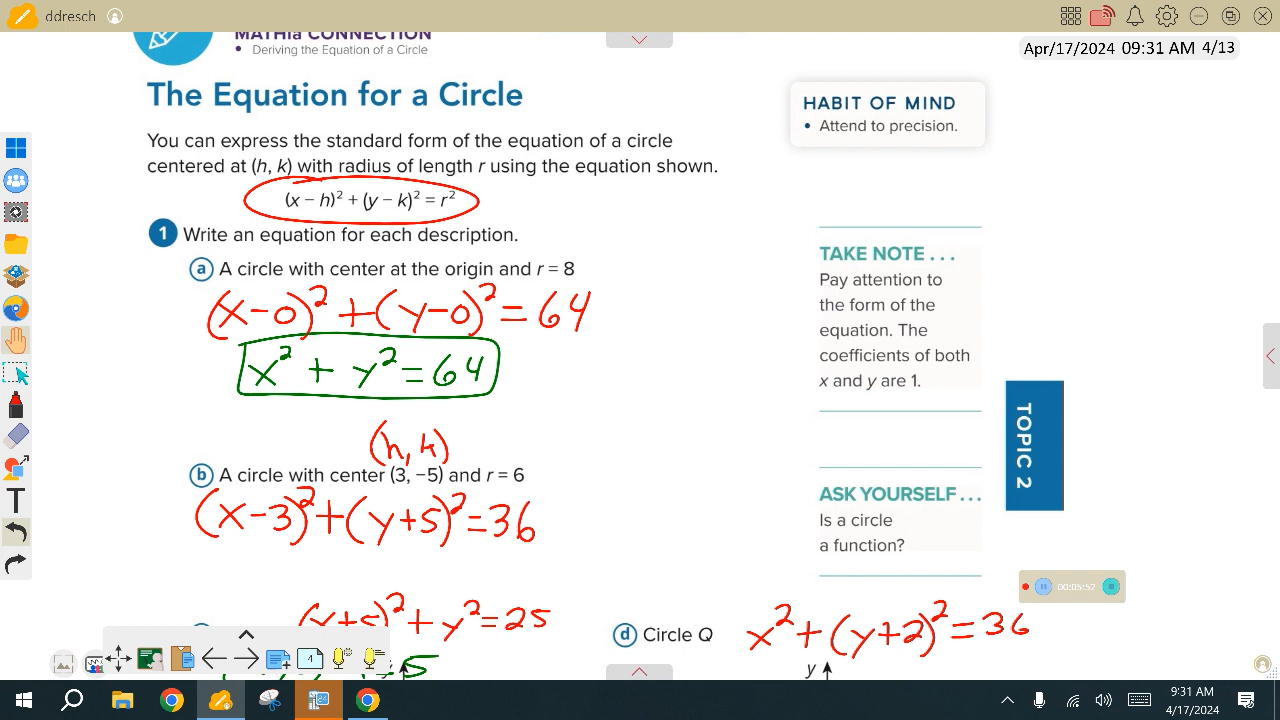 ddresch
MATHia CONNECTION
• Deriving the Equation of a Circle
Apr/17/2024 09:31 AM 4/13
The Equation for a Circle
HABIT OF MIND
• Attend to precision.
You can express the standard form of the equation of a circle
centered at (h, k) with radius of length r using the equation shown.
(x − h)² + (y − k)² = r²
1 Write an equation for each description.
a A circle with center at the origin and r = 8
(x-0)² + (y-0)² = 64
x² + y² = 64
TAKE NOTE . . .
Pay attention to
the form of the
equation. The
coefficients of both
x and y are 1.
TOPIC 2
(h, k)
b A circle with center (3, −5) and r = 6
(x-3)² + (y+5)² = 36
ASK YOURSELF . . .
Is a circle
a function?
00:05:52
+ y² = 25
d Circle Q
x² + (y+2)² = 36
y
4
5
9:31 AM
4/17/2024